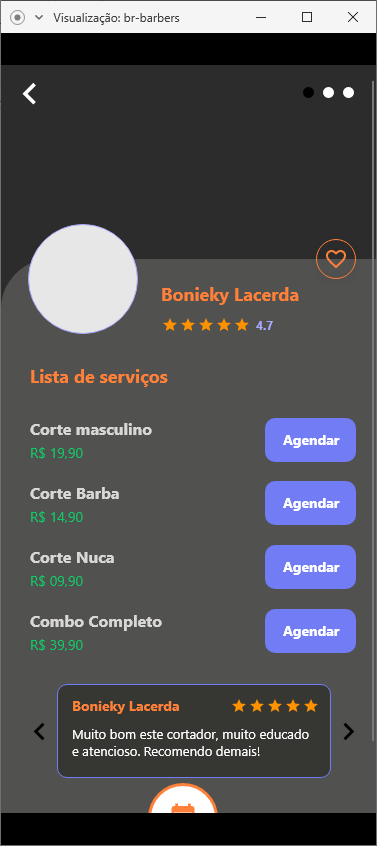 Visualização: br-barbers
Bonieky Lacerda
4.7
Lista de serviços
Corte masculino
R$ 19,90
Agendar
Corte Barba
R$ 14,90
Agendar
Corte Nuca
R$ 09,90
Agendar
Combo Completo
R$ 39,90
Agendar
Bonieky Lacerda
Muito bom este cortador, muito educado
e atencioso. Recomendo demais!